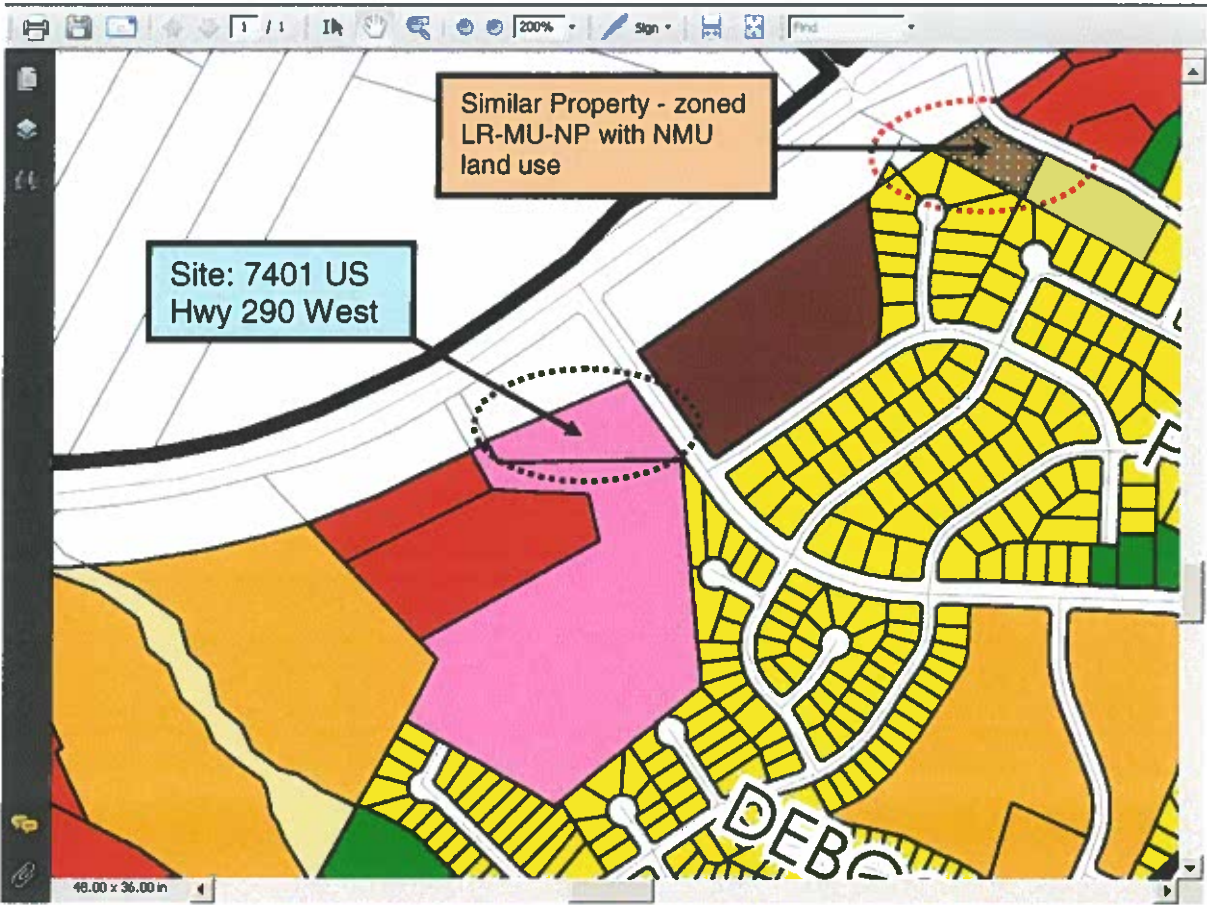 1 / 1
200%
Sign
Find
Similar Property - zoned
LR-MU-NP with NMU
land use
Site: 7401 US
Hwy 290 West
P
DEBO
48.00 x 36.00 in